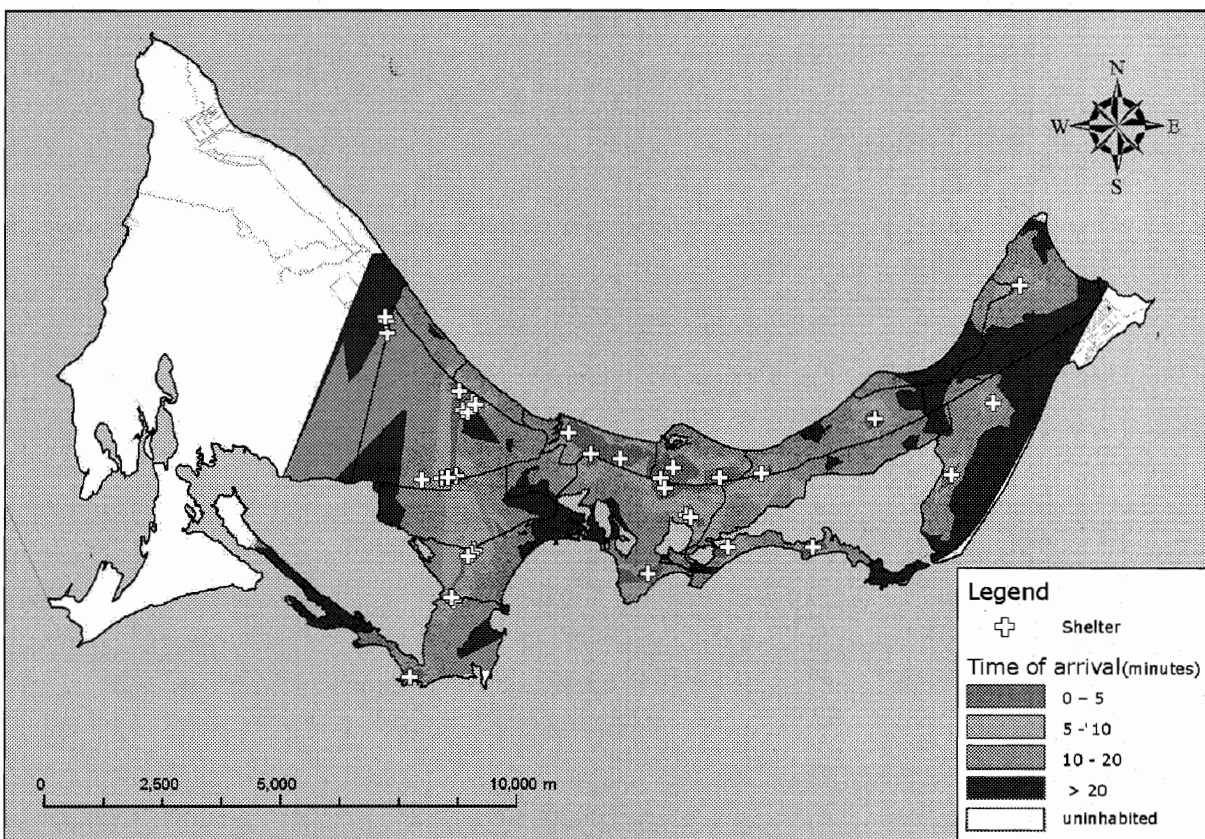 N
W E
S
Legend
Shelter
Time of arrival(minutes)
0 – 5
5 -'10
10 - 20
> 20
uninhabited
0 2,500 5,000 10,000 m